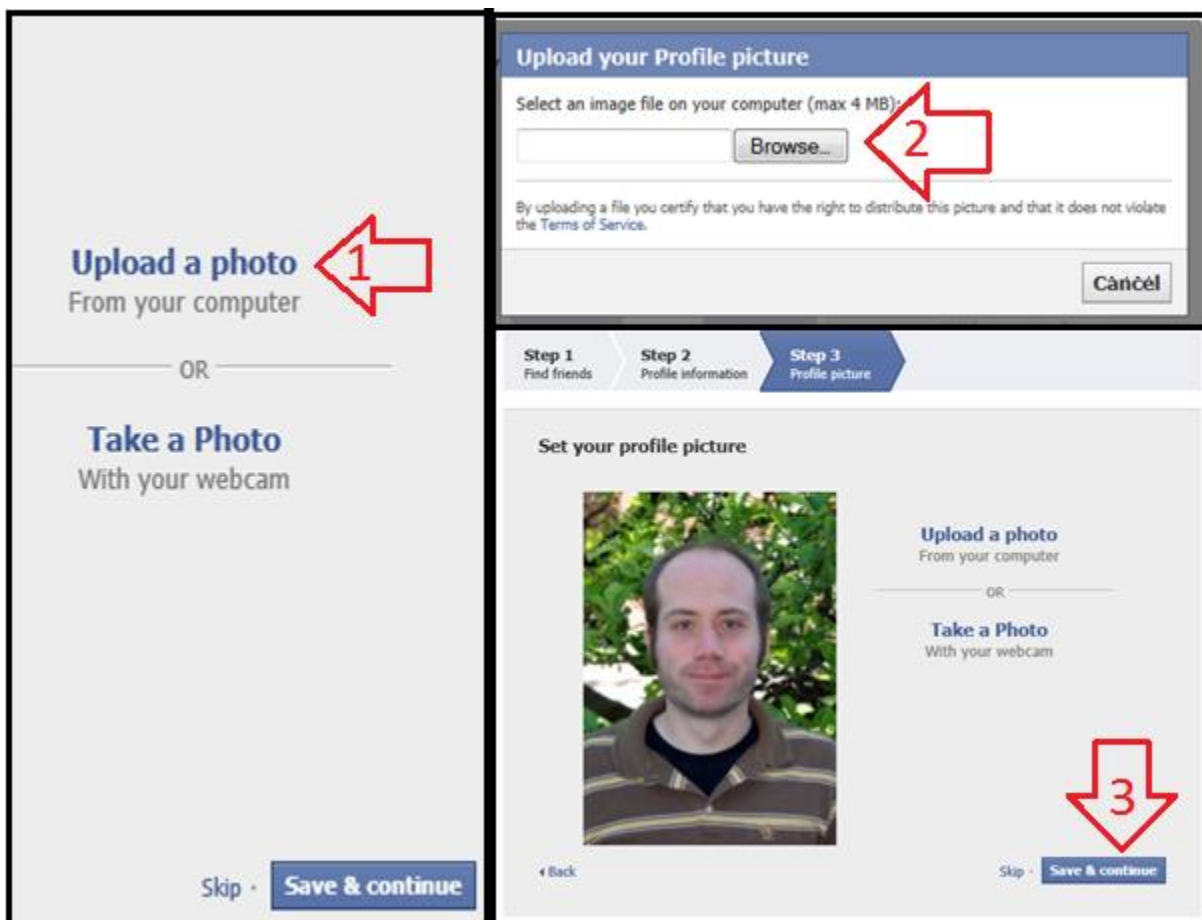 Upload a photo
1
From your computer
OR
Take a Photo
With your webcam
Skip · Save & continue
Upload your Profile picture
Select an image file on your computer (max 4 MB):
Browse...
2
By uploading a file you certify that you have the right to distribute this picture and that it does not violate
the Terms of Service.
Cancel
Step 1
Find friends
Step 2
Profile information
Step 3
Profile picture
Set your profile picture
Upload a photo
From your computer
OR
Take a Photo
With your webcam
3
Back
Skip · Save & continue